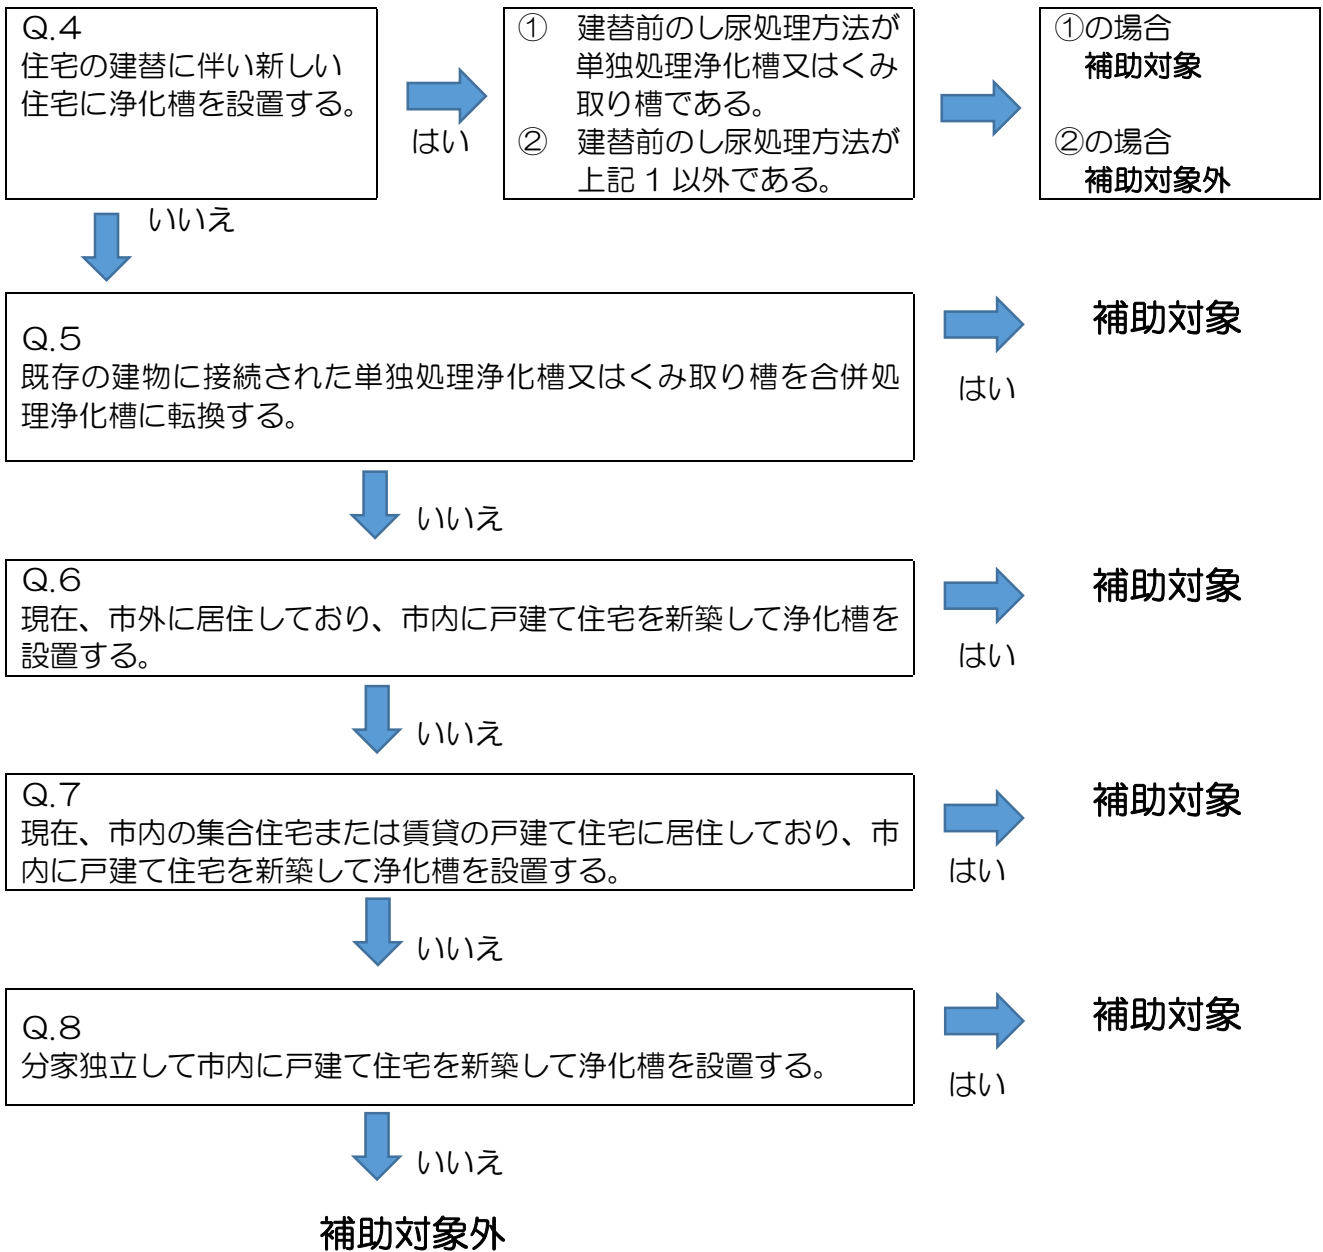 Q.4
住宅の建替に伴い新しい
住宅に浄化槽を設置する。
はい
① 建替前のし尿処理方法が
単独処理浄化槽又はくみ
取り槽である。
② 建替前のし尿処理方法が
上記1以外である。
①の場合
補助対象
②の場合
補助対象外
いいえ
Q.5
既存の建物に接続された単独処理浄化槽又はくみ取り槽を合併処
理浄化槽に転換する。
はい
補助対象
いいえ
Q.6
現在、市外に居住しており、市内に戸建て住宅を新築して浄化槽を
設置する。
はい
補助対象
いいえ
Q.7
現在、市内の集合住宅または賃貸の戸建て住宅に居住しており、市
内に戸建て住宅を新築して浄化槽を設置する。
はい
補助対象
いいえ
Q.8
分家独立して市内に戸建て住宅を新築して浄化槽を設置する。
はい
補助対象
いいえ
補助対象外